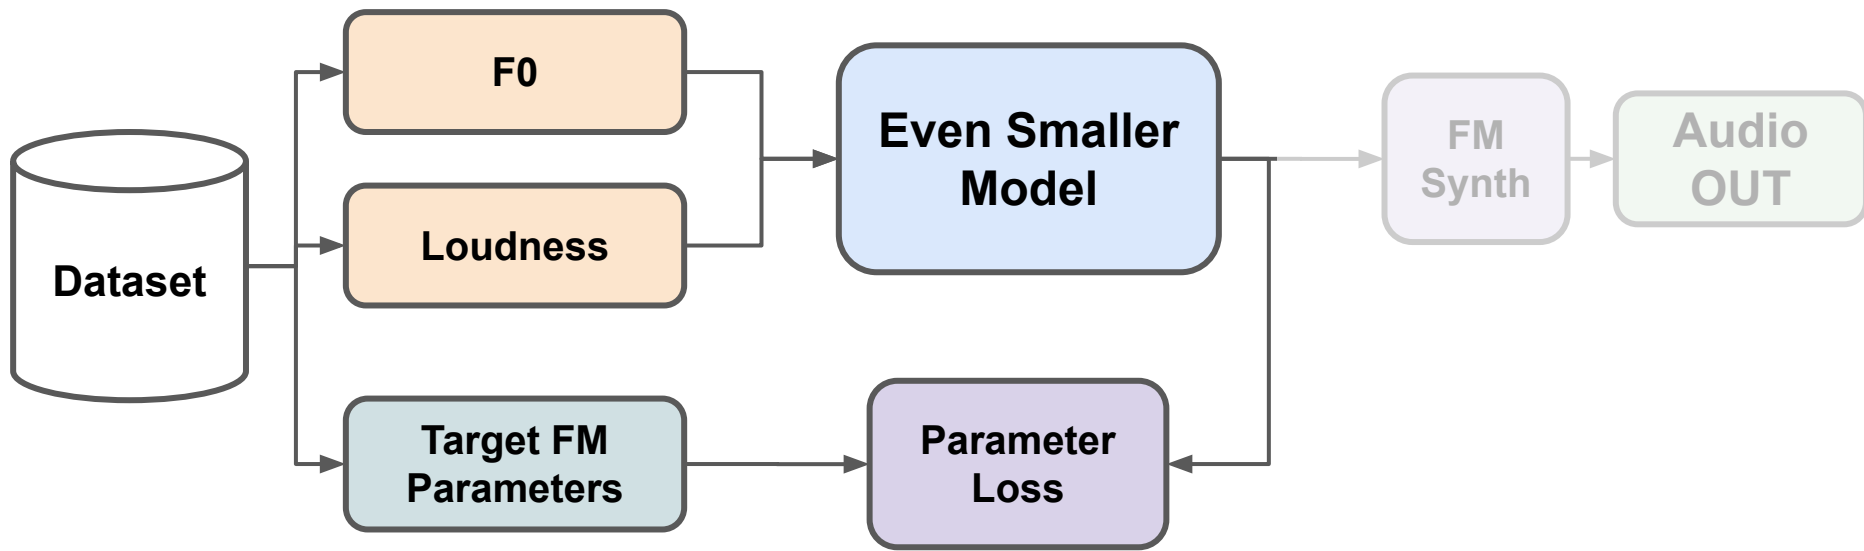 F0
Loudness
Dataset
Target FM
Parameters
Even Smaller
Model
Parameter
Loss
FM
Synth
Audio
OUT